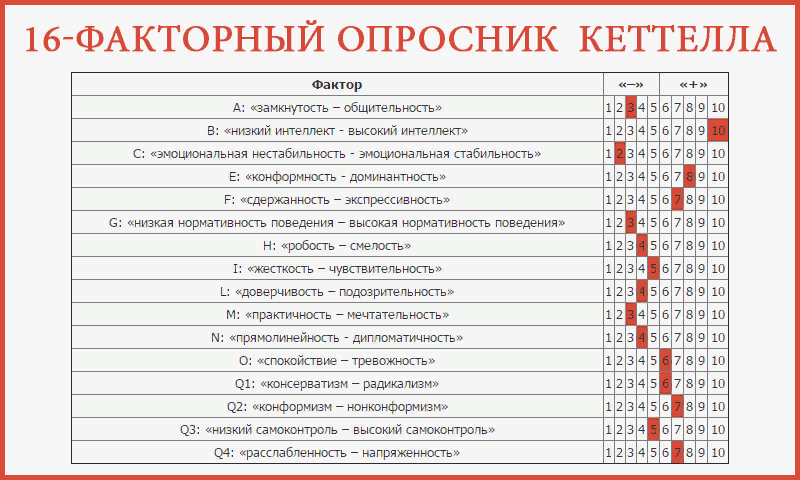 16-ФАКТОРНЫЙ ОПРОСНИК КЕТТЕЛЛА
Фактор «–» «+»
A: «замкнутость – общительность» 1 2 3 4 5 6 7 8 9 10
B: «низкий интеллект - высокий интеллект» 1 2 3 4 5 6 7 8 9 10
C: «эмоциональная нестабильность - эмоциональная стабильность» 1 2 3 4 5 6 7 8 9 10
E: «конформность - доминантность» 1 2 3 4 5 6 7 8 9 10
F: «сдержанность – экспрессивность» 1 2 3 4 5 6 7 8 9 10
G: «низкая нормативность поведения – высокая нормативность поведения» 1 2 3 4 5 6 7 8 9 10
H: «робость – смелость» 1 2 3 4 5 6 7 8 9 10
I: «жесткость – чувствительность» 1 2 3 4 5 6 7 8 9 10
L: «доверчивость – подозрительность» 1 2 3 4 5 6 7 8 9 10
M: «практичность – мечтательность» 1 2 3 4 5 6 7 8 9 10
N: «прямолинейность - дипломатичность» 1 2 3 4 5 6 7 8 9 10
O: «спокойствие – тревожность» 1 2 3 4 5 6 7 8 9 10
Q1: «консерватизм – радикализм» 1 2 3 4 5 6 7 8 9 10
Q2: «конформизм – нонконформизм» 1 2 3 4 5 6 7 8 9 10
Q3: «низкий самоконтроль – высокий самоконтроль» 1 2 3 4 5 6 7 8 9 10
Q4: «расслабленность – напряженность» 1 2 3 4 5 6 7 8 9 10